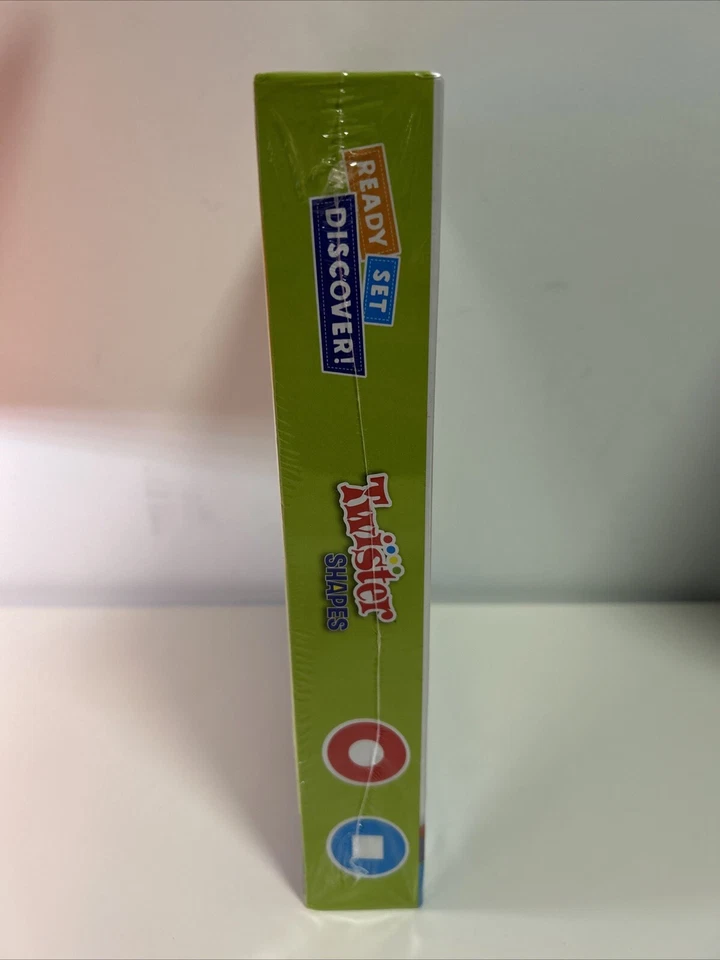 READY
SET
DISCOVER!
Twister
SHAPES